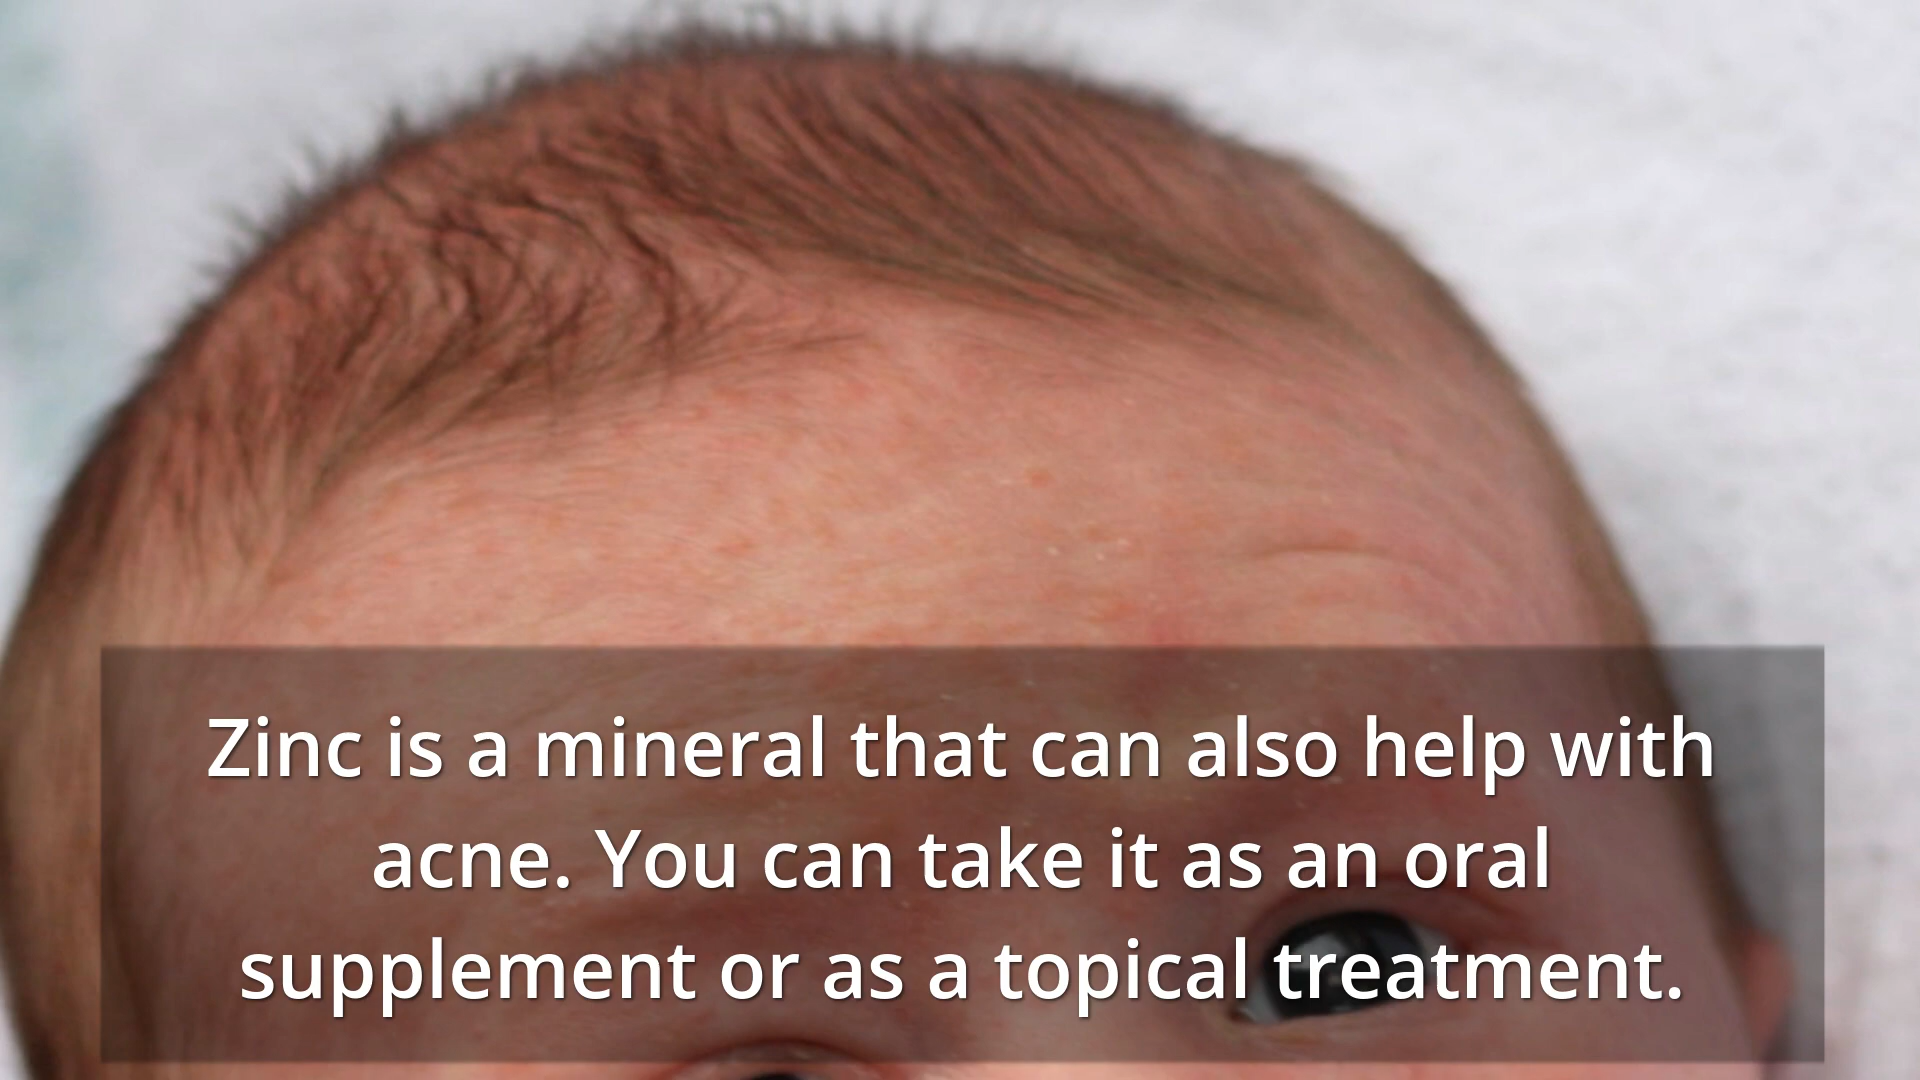 Zinc is a mineral that can also help with
acne. You can take it as an oral
supplement or as a topical treatment.